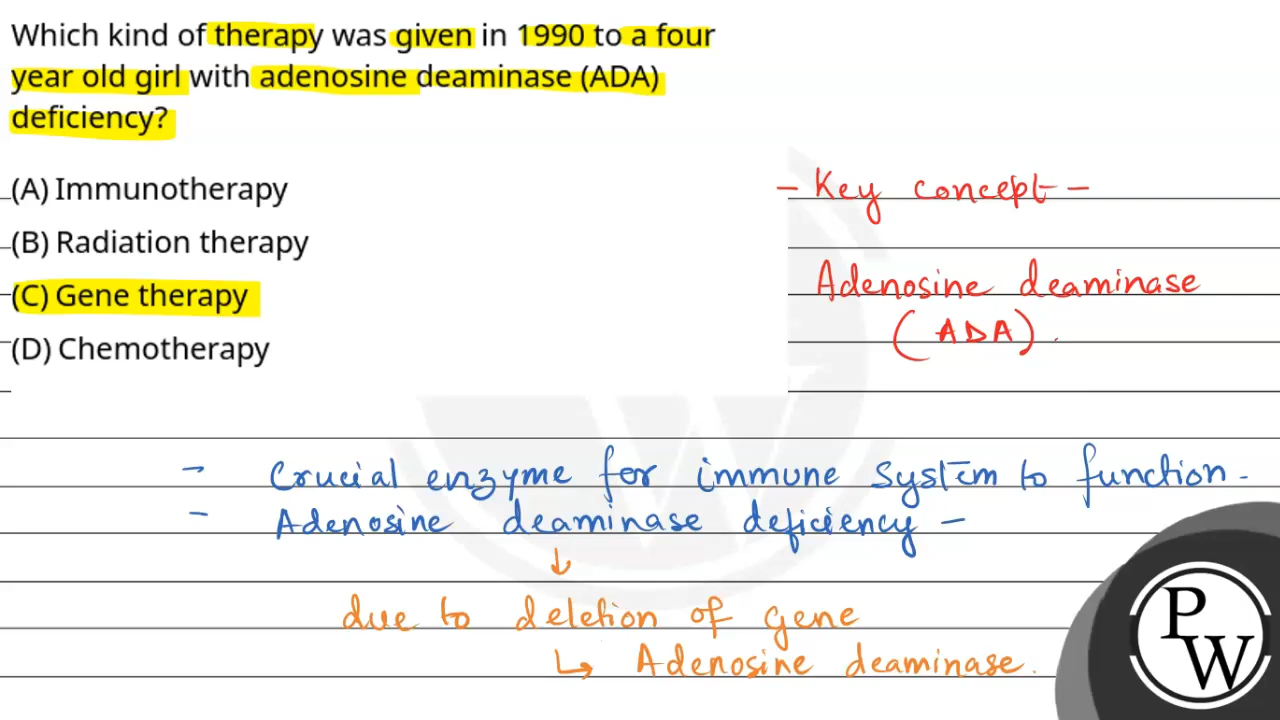 Which kind of therapy was given in 1990 to a four
year old girl with adenosine deaminase (ADA)
deficiency?
(A) Immunotherapy
(B) Radiation therapy
(C) Gene therapy
(D) Chemotherapy
- Key concept -
Adenosine deaminase
(ADA).
- Crucial enzyme for immune system to function.
- Adenosine deaminase deficiency -
↓
due to deletion of gene
↳ Adenosine deaminase.
PW